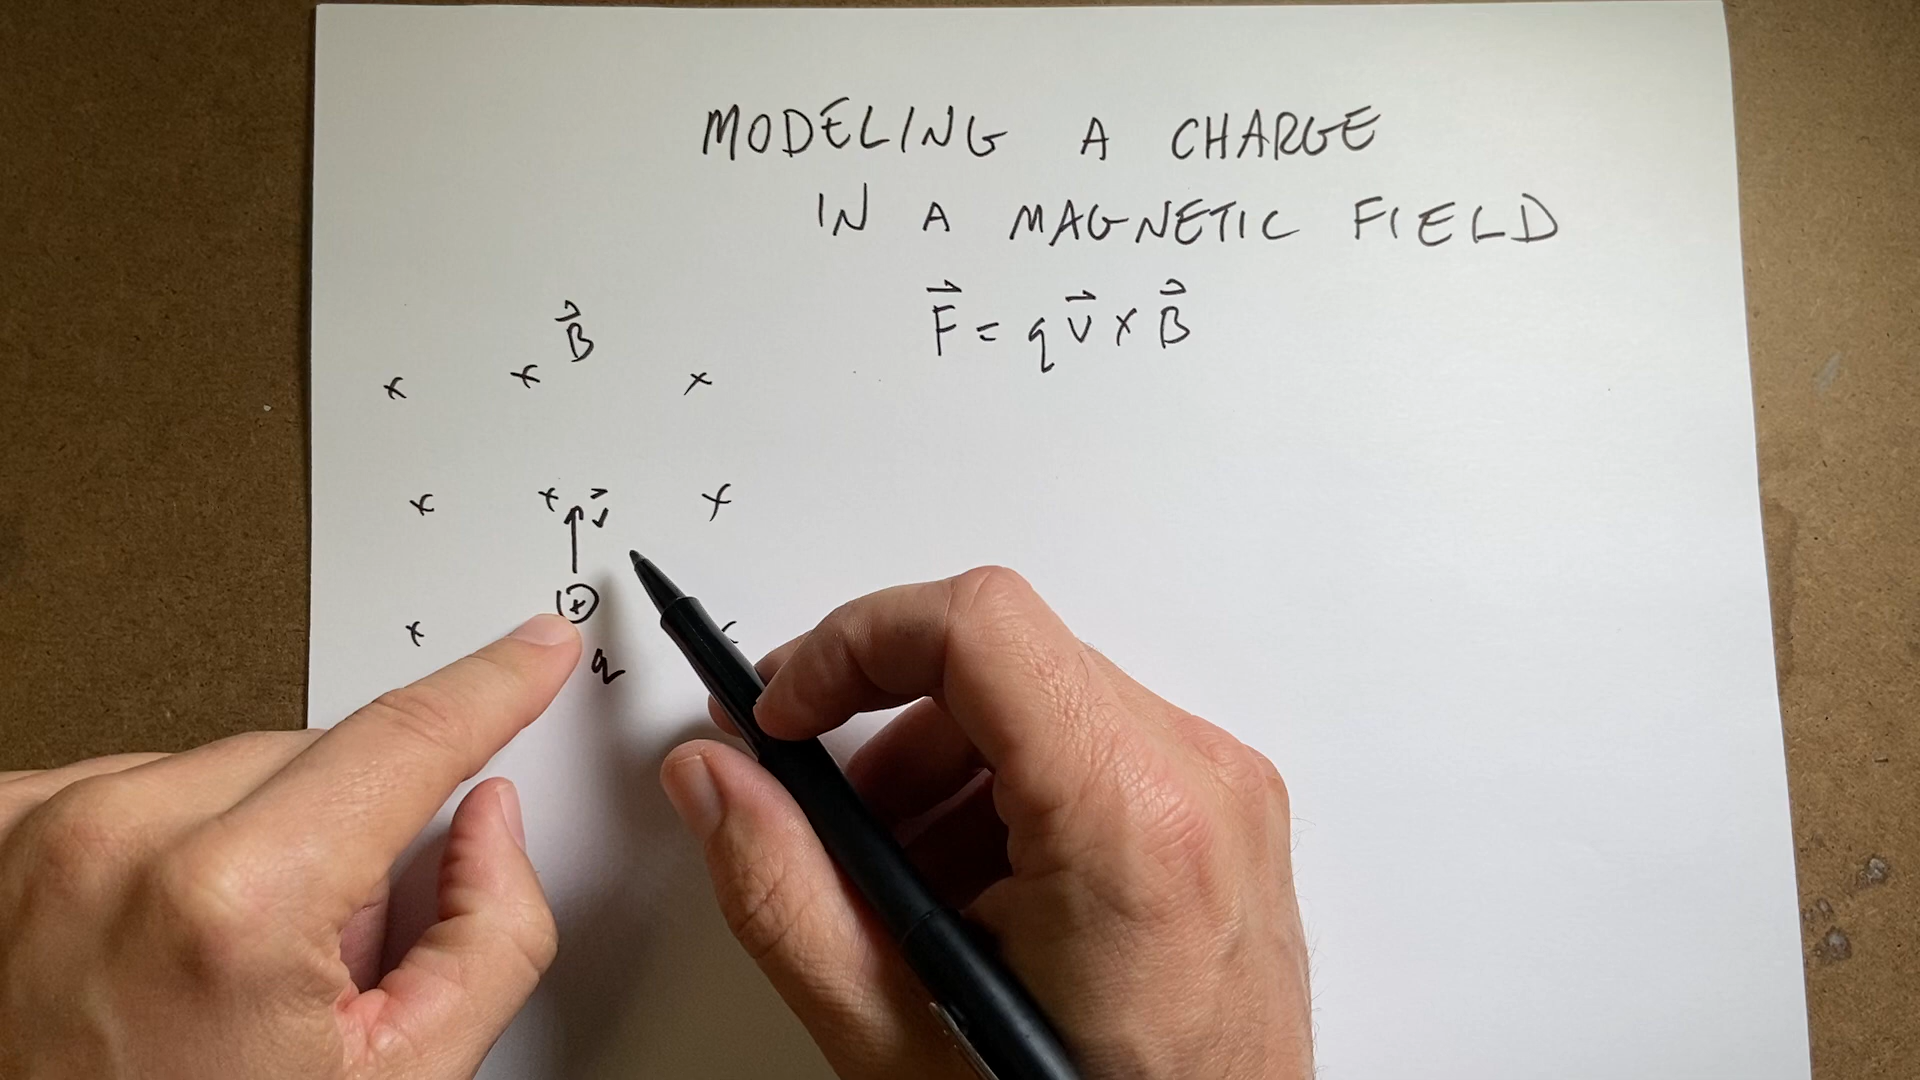 MODELING A CHARGE
IN A MAGNETIC FIELD
F⃗ = q v⃗ × B⃗
B⃗
x x x
x x v⃗ x
x + x
q